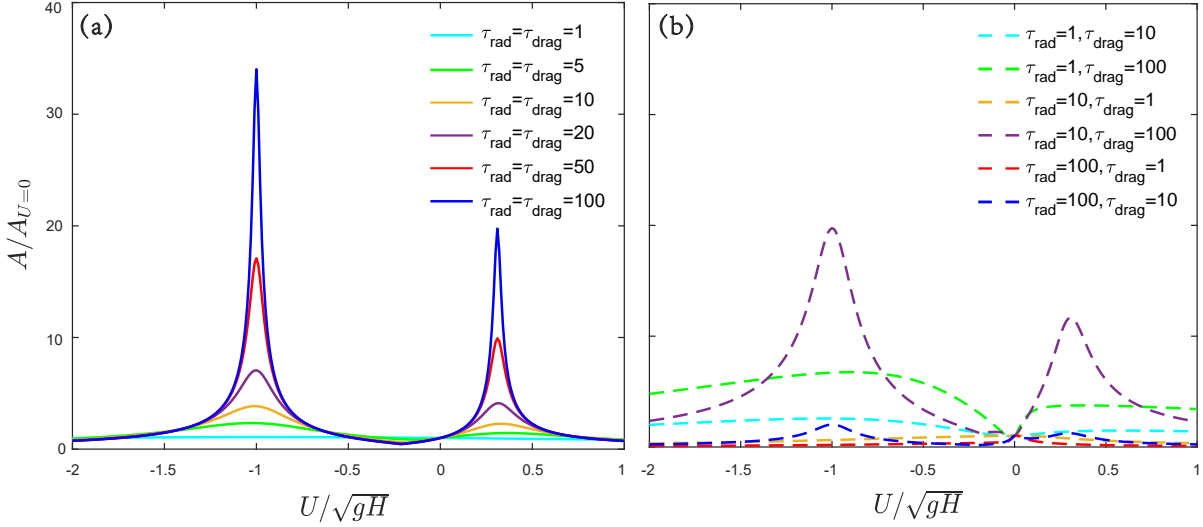 (a)
τrad=τdrag=1
τrad=τdrag=5
τrad=τdrag=10
τrad=τdrag=20
τrad=τdrag=50
τrad=τdrag=100
40
30
20
10
0
A/A_{U=0}
-2 -1.5 -1 -0.5 0 0.5 1
U/√gH
(b)
τrad=1,τdrag=10
τrad=1,τdrag=100
τrad=10,τdrag=1
τrad=10,τdrag=100
τrad=100,τdrag=1
τrad=100,τdrag=10
-2 -1.5 -1 -0.5 0 0.5 1
U/√gH